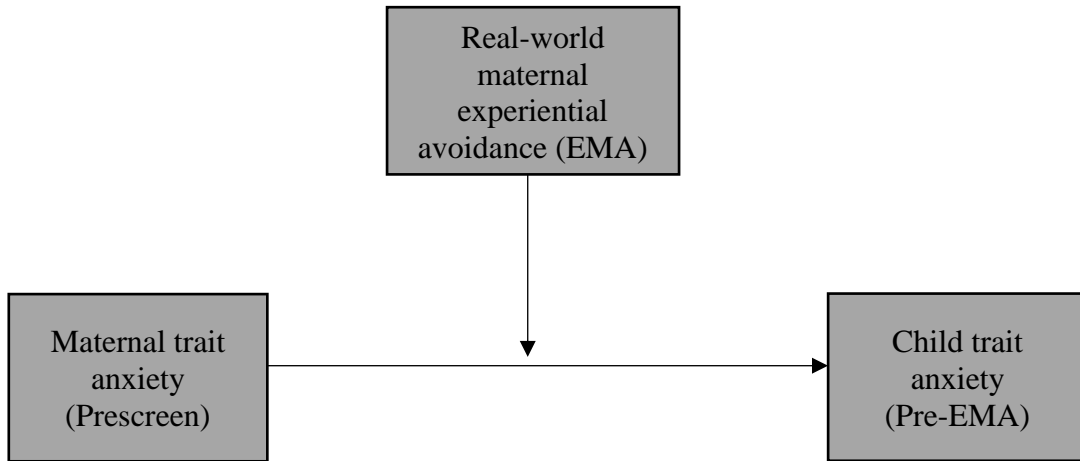 Real-world
maternal
experiential
avoidance (EMA)
Maternal trait
anxiety
(Prescreen)
Child trait
anxiety
(Pre-EMA)